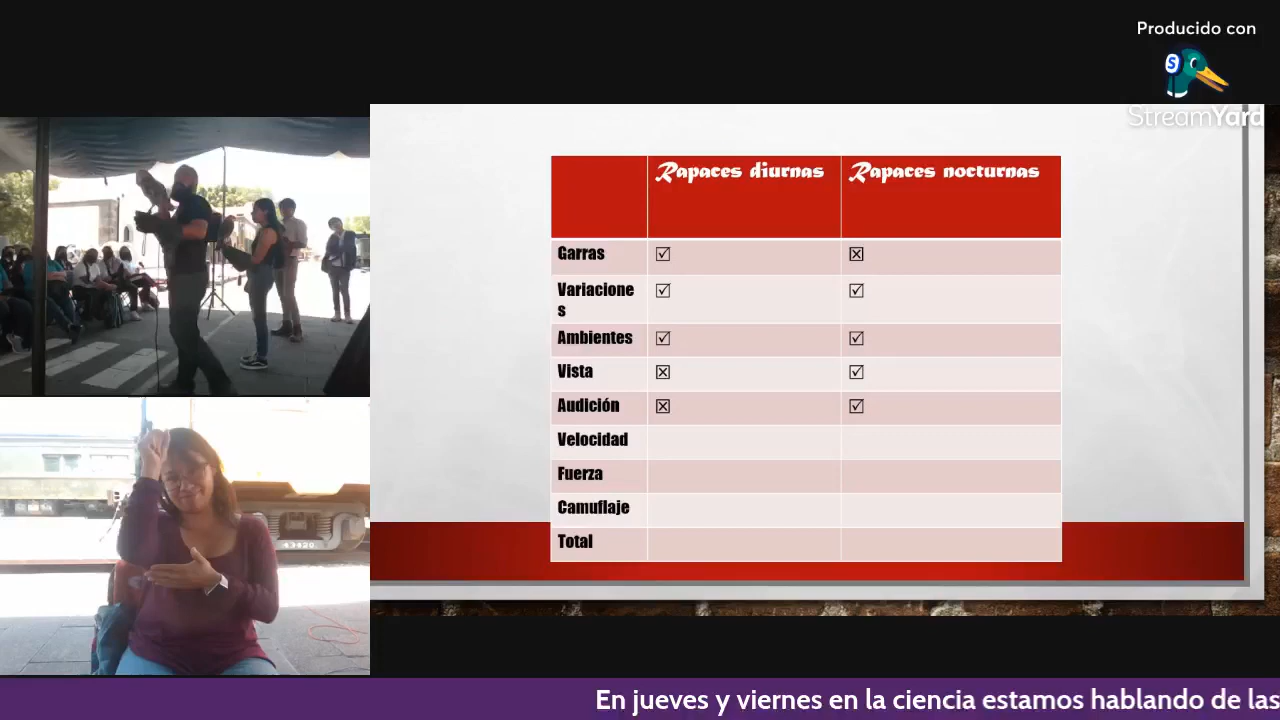 Producido con
S
StreamYard
Rapaces diurnas
Rapaces nocturnas
Garras ☑ ☒
Variacione
s ☑ ☑
Ambientes ☑ ☑
Vista ☒ ☑
Audición ☒ ☑
Velocidad
Fuerza
Camuflaje
Total
43420
En jueves y viernes en la ciencia estamos hablando de las